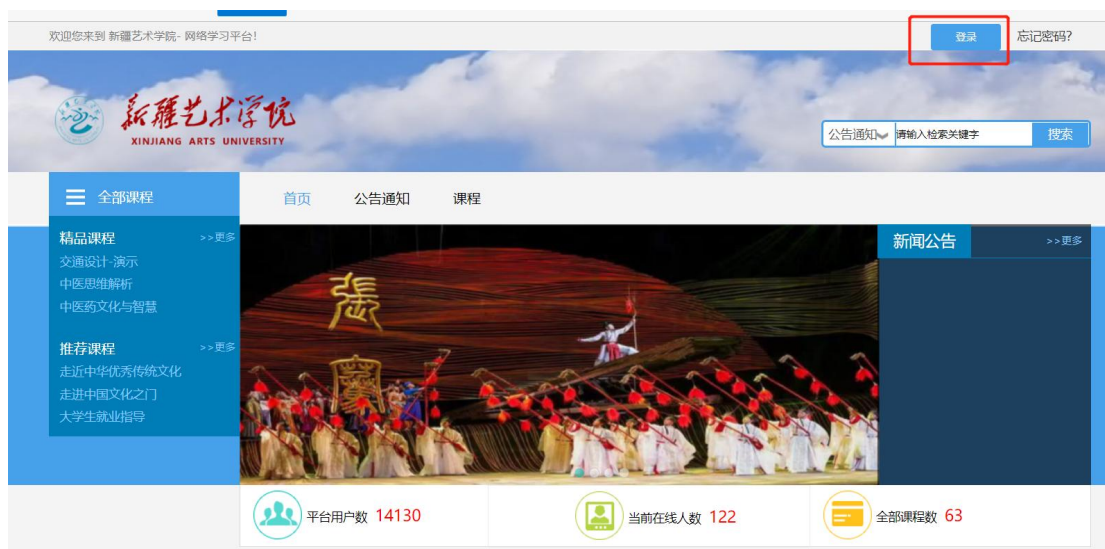 欢迎您来到 新疆艺术学院- 网络学习平台!
登录
忘记密码?
新疆艺术学院
XINJIANG ARTS UNIVERSITY
公告通知
请输入检索关键字
搜索
全部课程
首页
公告通知
课程
精品课程
>>更多
交通设计-演示
中医思维解析
中医药文化与智慧
推荐课程
>>更多
走近中华优秀传统文化
走进中国文化之门
大学生就业指导
张
骞
新闻公告
>>更多
平台用户数 14130
当前在线人数 122
全部课程数 63